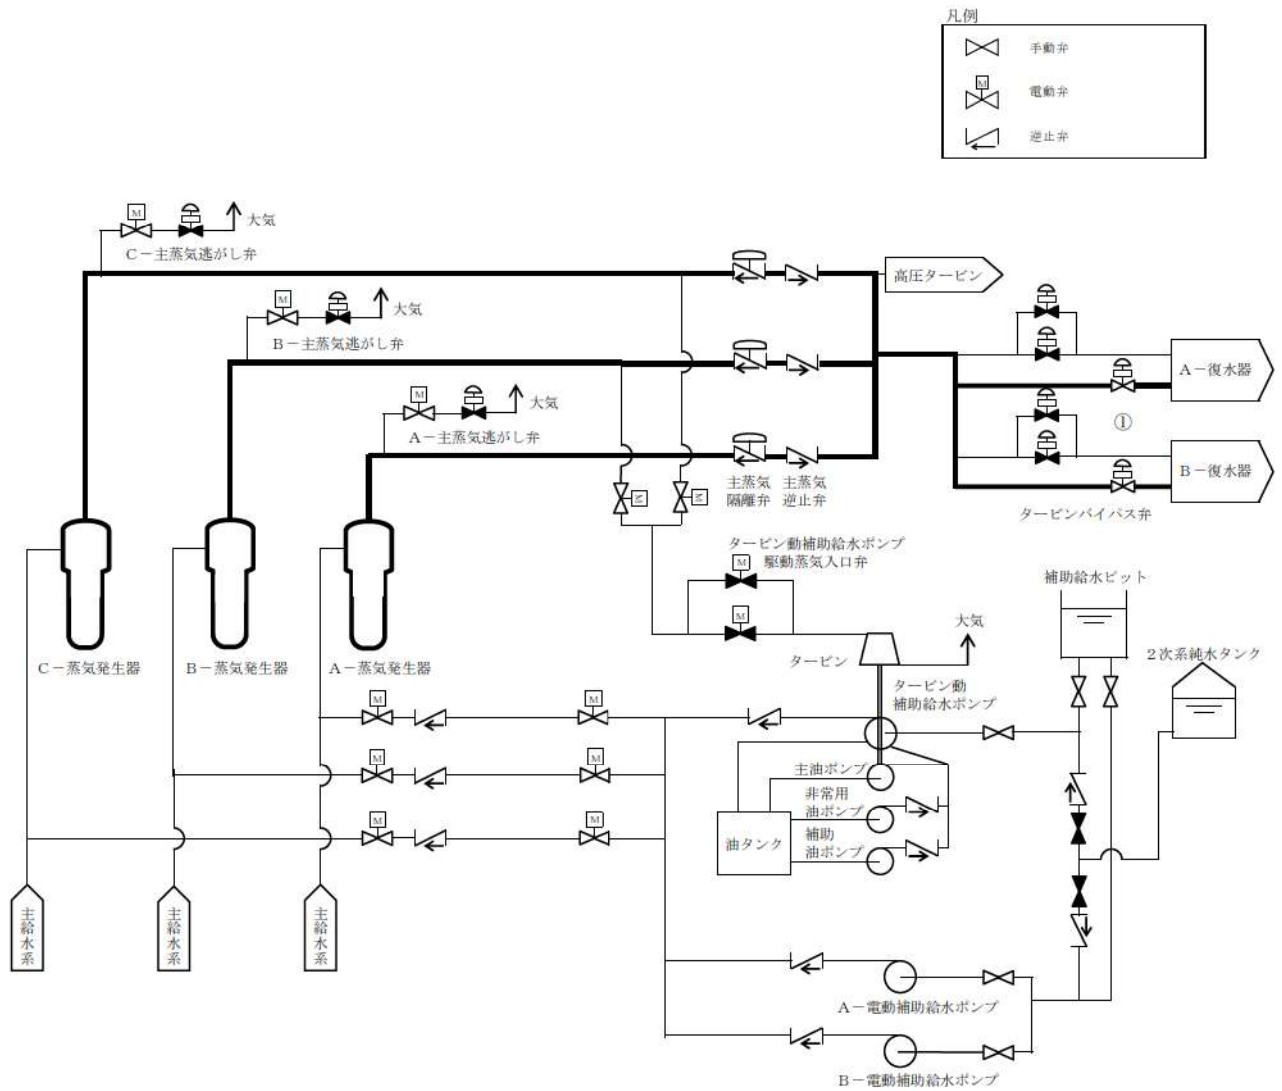 凡例
手動弁
M
電動弁
逆止弁
M
大気
C－主蒸気逃がし弁
高圧タービン
M
大気
B－主蒸気逃がし弁
A－復水器
M
大気
A－主蒸気逃がし弁
①
B－復水器
主蒸気
隔離弁
主蒸気
逆止弁
M
M
タービンバイパス弁
タービン動補助給水ポンプ
駆動蒸気入口弁
M
M
補助給水ピット
大気
タービン
2次系純水タンク
C－蒸気発生器
B－蒸気発生器
A－蒸気発生器
タービン動
補助給水ポンプ
M
M
M
M
M
M
主油ポンプ
非常用
油ポンプ
補助
油ポンプ
油タンク
主給水系
主給水系
主給水系
A－電動補助給水ポンプ
B－電動補助給水ポンプ